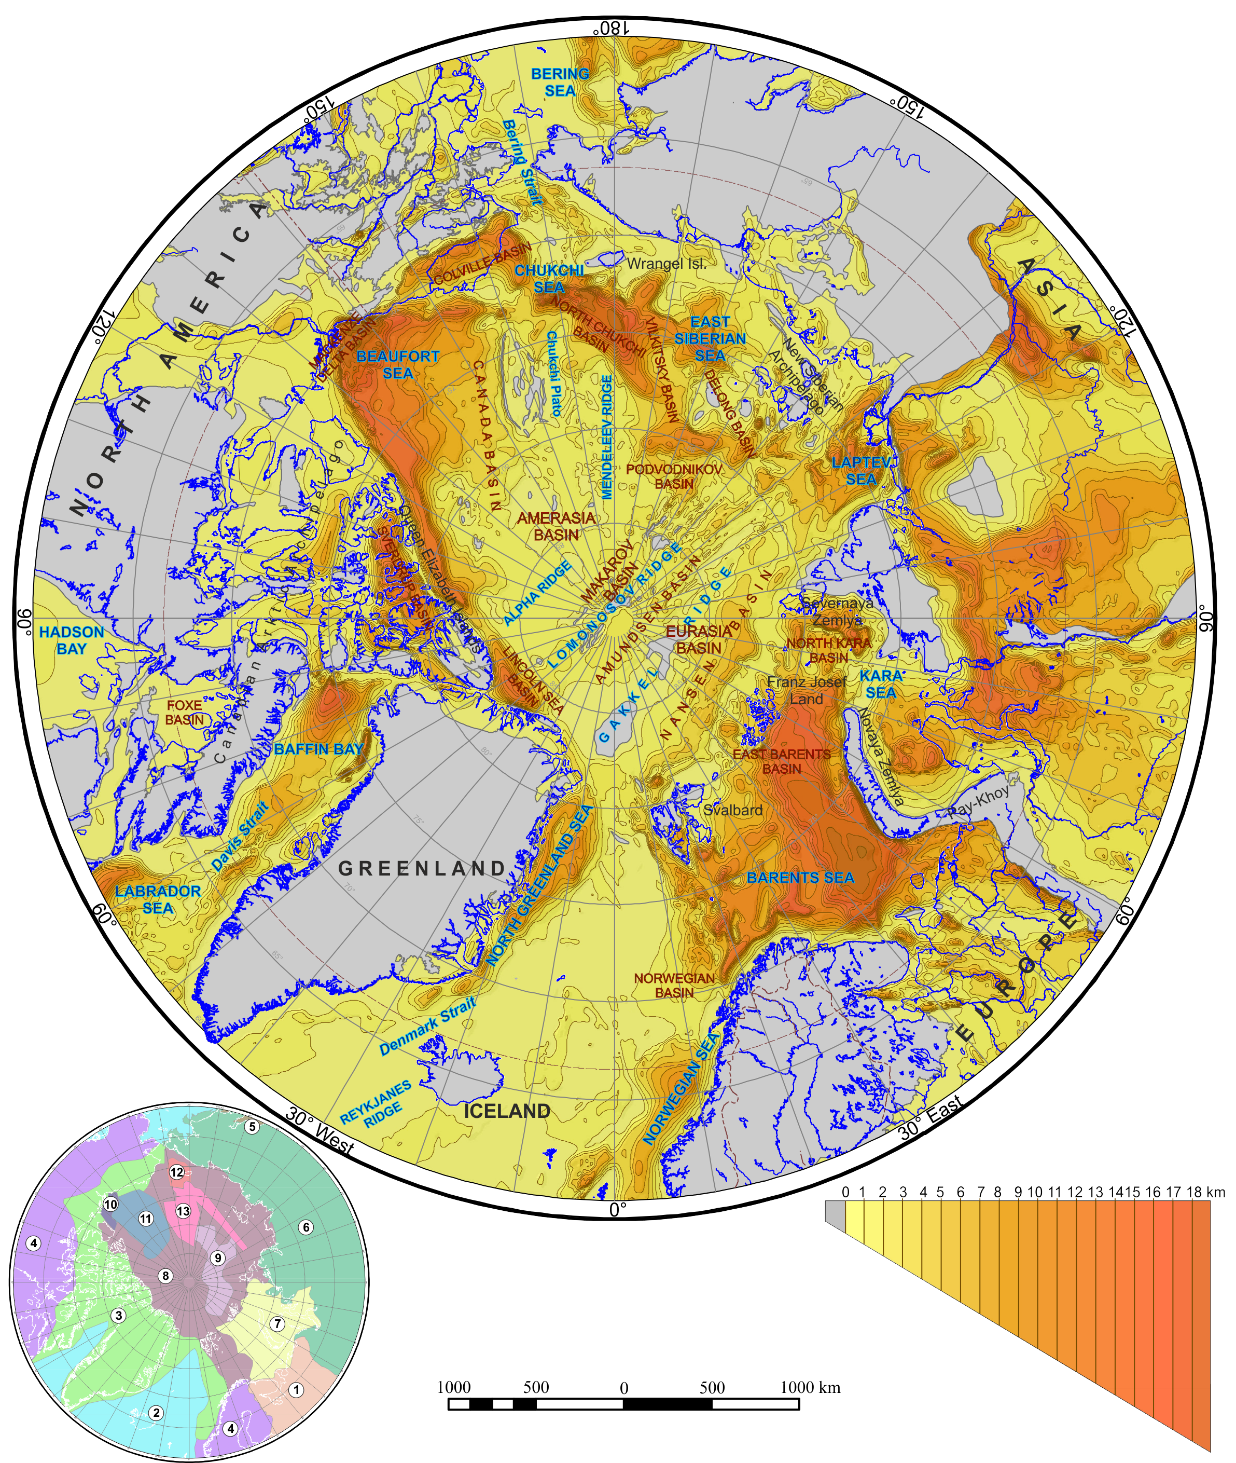 180°
150°
150°
120°
120°
90°
90°
60°
60°
30° West
30° East
0°
BERING
SEA
Bering Strait
NORTH AMERICA
ASIA
EUROPE
COLVILLE BASIN
CHUKCHI
SEA
Wrangel Isl.
NORTH CHUKCHI
BASIN
VILKITSKY BASIN
EAST
SIBERIAN
SEA
DELONG BASIN
New Siberian
Archipelago
DELTA BASIN
BEAUFORT
SEA
CANADA BASIN
Chukchi Plato
MENDELEEV RIDGE
PODVODNIKOV
BASIN
LAPTEV
SEA
AMERASIA
BASIN
MAKAROV
BASIN
ALPHA RIDGE
LOMONOSOV RIDGE
AMUNDSEN BASIN
GAKKEL RIDGE
NANSEN BASIN
EURASIA
BASIN
Severnaya
Zemlya
NORTH KARA
BASIN
KARA
SEA
Franz Josef
Land
Novaya Zemlya
Pay-Khoy
EAST BARENTS
BASIN
Svalbard
BARENTS SEA
HADSON
BAY
FOXE
BASIN
BAFFIN BAY
Davis Strait
LABRADOR
SEA
LINCOLN SEA
BASIN
GREENLAND
NORTH GREENLAND SEA
NORWEGIAN
BASIN
NORWEGIAN SEA
Denmark Strait
REYKJANES
RIDGE
ICELAND
0 1 2 3 4 5 6 7 8 9 10 11 12 13 14 15 16 17 18 km
1000 500 0 500 1000 km
5
12
10
11
13
6
4
9
8
3
7
1
2
4